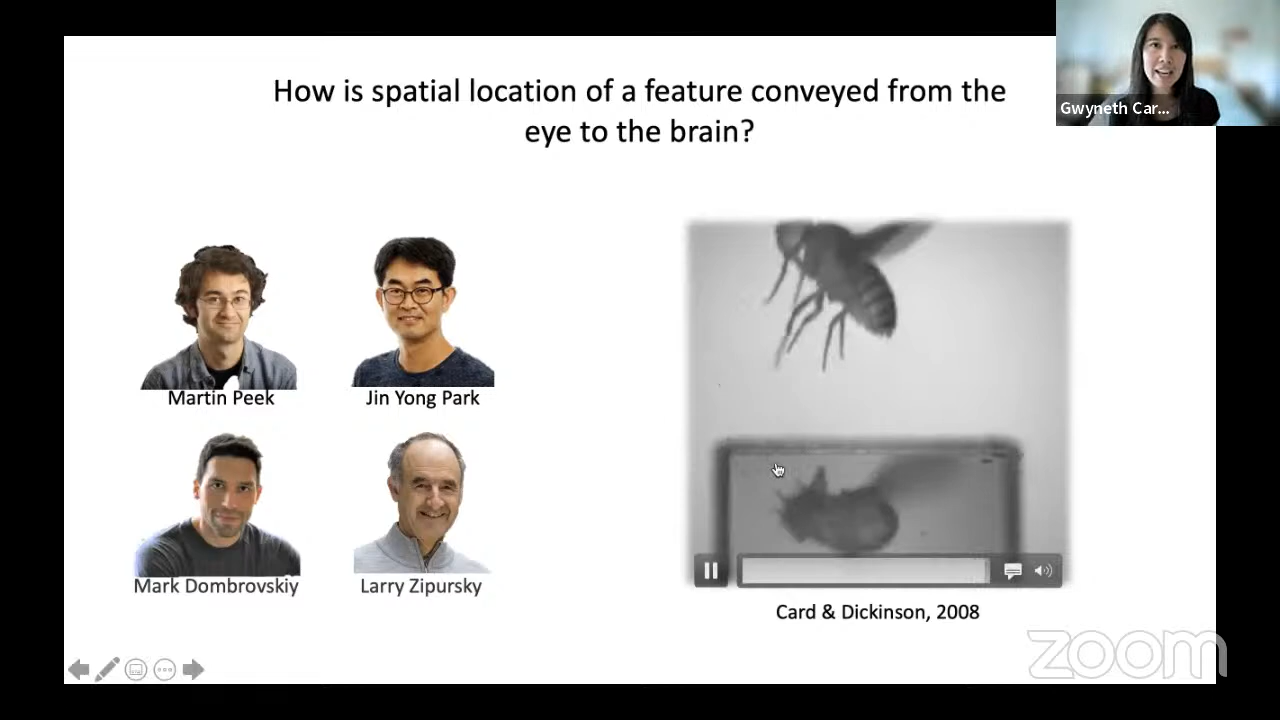 How is spatial location of a feature conveyed from the
eye to the brain?
Gwyneth Car...
Martin Peek
Jin Yong Park
Mark Dombrovskiy
Larry Zipursky
Card & Dickinson, 2008
zoom